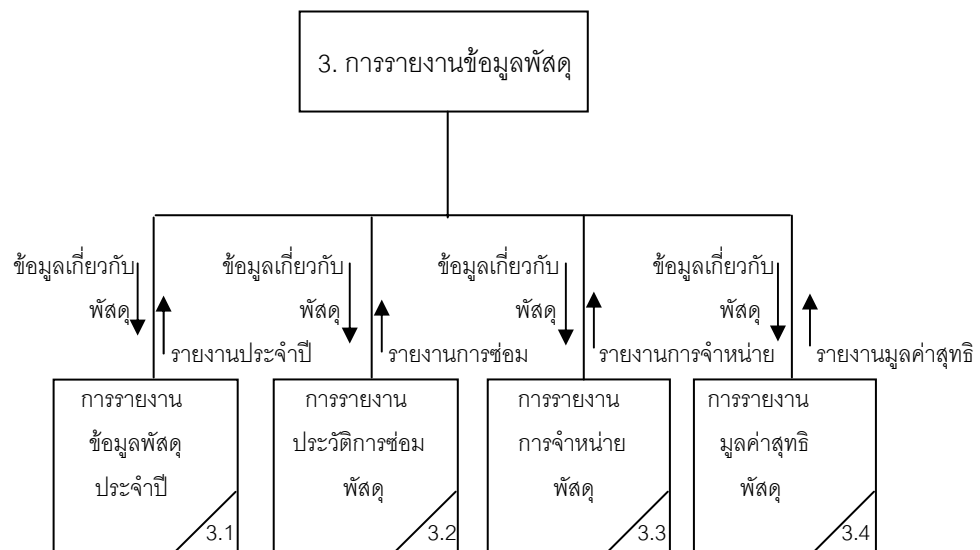 3. การรายงานข้อมูลพัสดุ
ข้อมูลเกี่ยวกับ
พัสดุ
รายงานประจำปี
ข้อมูลเกี่ยวกับ
พัสดุ
รายงานการซ่อม
ข้อมูลเกี่ยวกับ
พัสดุ
รายงานการจำหน่าย
ข้อมูลเกี่ยวกับ
พัสดุ
รายงานมูลค่าสุทธิ
การรายงาน
ข้อมูลพัสดุ
ประจำปี
3.1
การรายงาน
ประวัติการซ่อม
พัสดุ
3.2
การรายงาน
การจำหน่าย
พัสดุ
3.3
การรายงาน
มูลค่าสุทธิ
พัสดุ
3.4